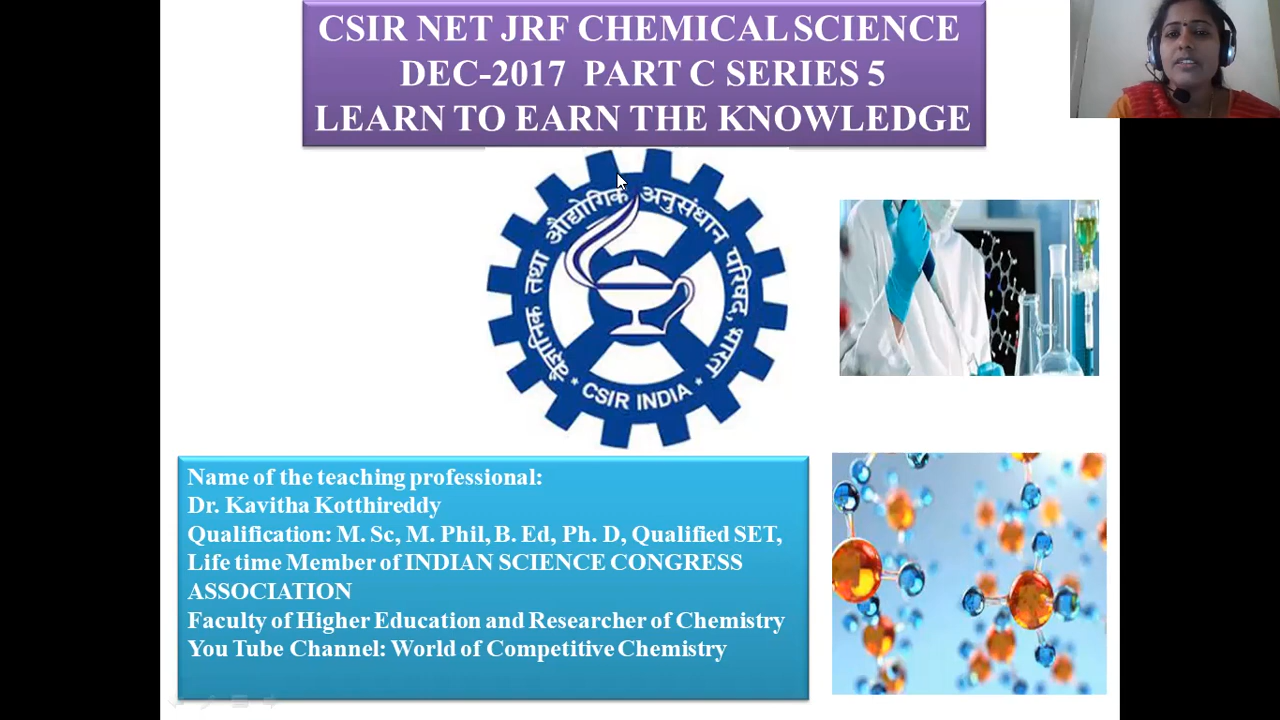 CSIR NET JRF CHEMICAL SCIENCE
DEC-2017 PART C SERIES 5
LEARN TO EARN THE KNOWLEDGE
वैज्ञानिक तथा औद्योगिक अनुसंधान परिषद, भारत
* CSIR INDIA *
Name of the teaching professional:
Dr. Kavitha Kotthireddy
Qualification: M. Sc, M. Phil, B. Ed, Ph. D, Qualified SET,
Life time Member of INDIAN SCIENCE CONGRESS
ASSOCIATION
Faculty of Higher Education and Researcher of Chemistry
You Tube Channel: World of Competitive Chemistry